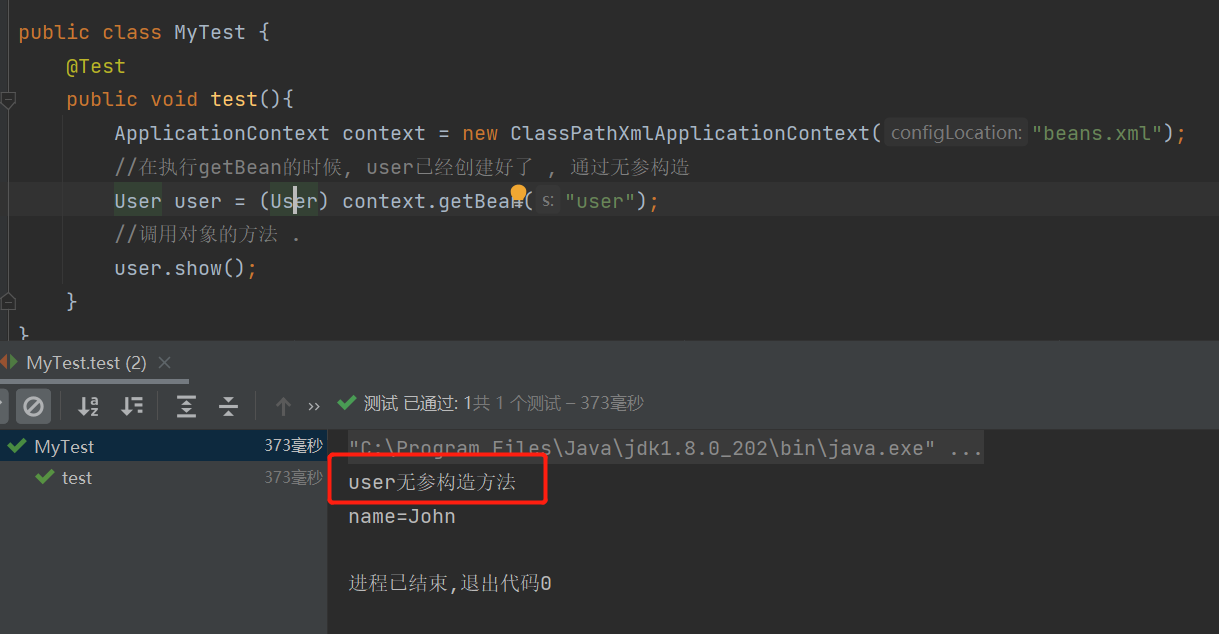 public class MyTest {
@Test
public void test(){
ApplicationContext context = new ClassPathXmlApplicationContext( configLocation: "beans.xml");
//在执行getBean的时候, user已经创建好了 , 通过无参构造
User user = (User) context.getBean( s: "user");
//调用对象的方法 .
user.show();
}
}
MyTest.test (2)
测试 已通过: 1共 1 个测试 – 373毫秒
MyTest 373毫秒
test 373毫秒
"C:\Program Files\Java\jdk1.8.0_202\bin\java.exe" ...
user无参构造方法
name=John
进程已结束,退出代码0